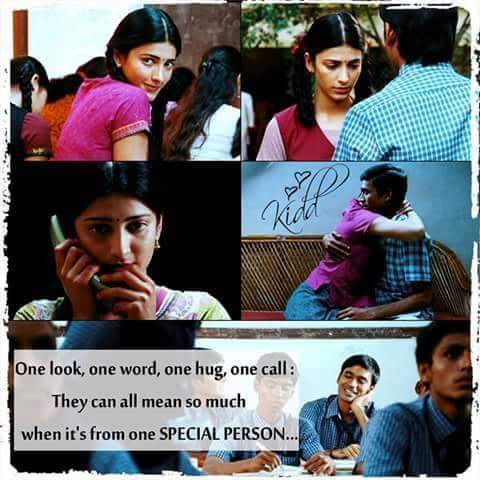 Kidd
One look, one word, one hug, one call :
They can all mean so much
when it's from one SPECIAL PERSON...